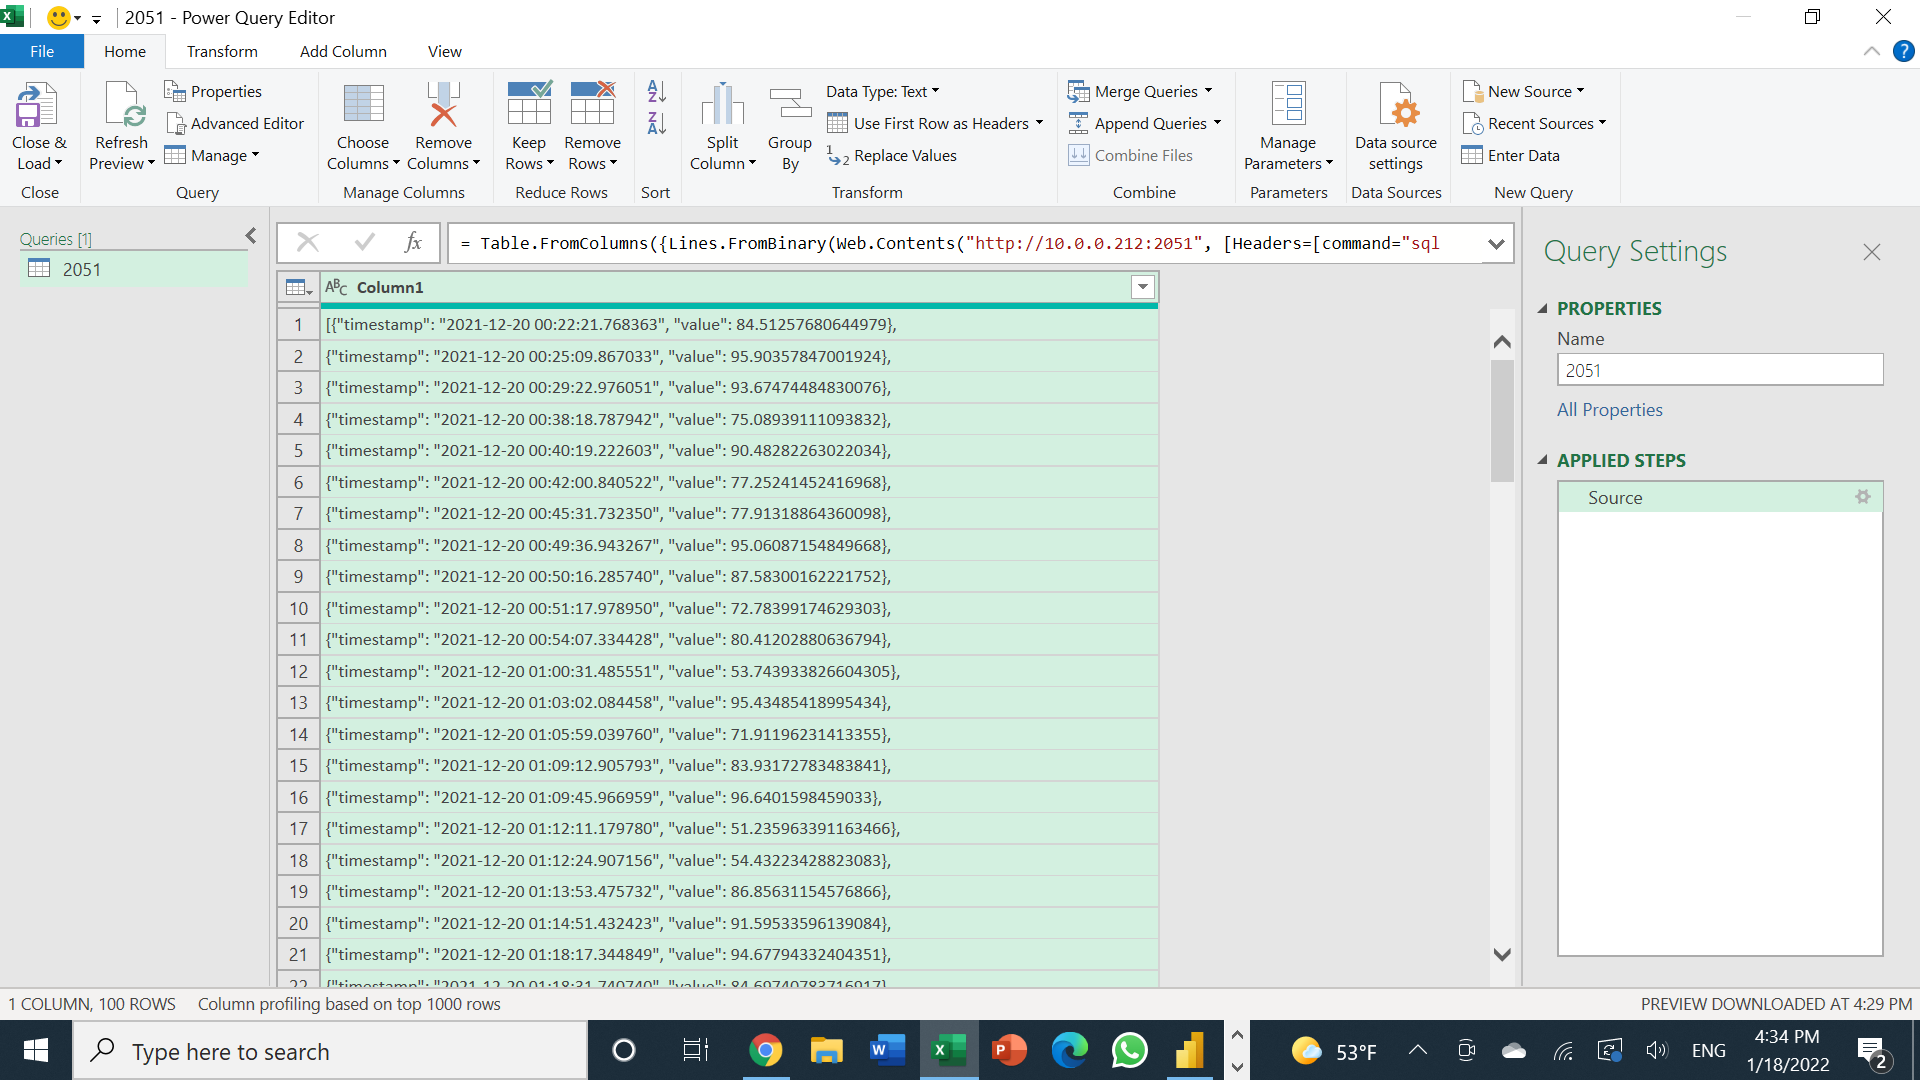 2051 - Power Query Editor
File Home Transform Add Column View
Close & Load
Close
Refresh Preview
Properties
Advanced Editor
Manage
Query
Choose Columns
Remove Columns
Manage Columns
Keep Rows
Remove Rows
Reduce Rows
Sort
Split Column
Group By
Data Type: Text
Use First Row as Headers
Replace Values
Transform
Merge Queries
Append Queries
Combine Files
Combine
Manage Parameters
Parameters
Data source settings
Data Sources
New Source
Recent Sources
Enter Data
New Query
Queries [1]
2051
fx
= Table.FromColumns({Lines.FromBinary(Web.Contents("http://10.0.0.212:2051", [Headers=[command="sql
ABC Column1
1 [{"timestamp": "2021-12-20 00:22:21.768363", "value": 84.51257680644979},
2 {"timestamp": "2021-12-20 00:25:09.867033", "value": 95.90357847001924},
3 {"timestamp": "2021-12-20 00:29:22.976051", "value": 93.67474484830076},
4 {"timestamp": "2021-12-20 00:38:18.787942", "value": 75.08939111093832},
5 {"timestamp": "2021-12-20 00:40:19.222603", "value": 90.48282263022034},
6 {"timestamp": "2021-12-20 00:42:00.840522", "value": 77.25241452416968},
7 {"timestamp": "2021-12-20 00:45:31.732350", "value": 77.91318864360098},
8 {"timestamp": "2021-12-20 00:49:36.943267", "value": 95.06087154849668},
9 {"timestamp": "2021-12-20 00:50:16.285740", "value": 87.58300162221752},
10 {"timestamp": "2021-12-20 00:51:17.978950", "value": 72.78399174629303},
11 {"timestamp": "2021-12-20 00:54:07.334428", "value": 80.41202880636794},
12 {"timestamp": "2021-12-20 01:00:31.485551", "value": 53.743933826604305},
13 {"timestamp": "2021-12-20 01:03:02.084458", "value": 95.43485418995434},
14 {"timestamp": "2021-12-20 01:05:59.039760", "value": 71.91196231413355},
15 {"timestamp": "2021-12-20 01:09:12.905793", "value": 83.93172783483841},
16 {"timestamp": "2021-12-20 01:09:45.966959", "value": 96.6401598459033},
17 {"timestamp": "2021-12-20 01:12:11.179780", "value": 51.235963391163466},
18 {"timestamp": "2021-12-20 01:12:24.907156", "value": 54.43223428823083},
19 {"timestamp": "2021-12-20 01:13:53.475732", "value": 86.85631154576866},
20 {"timestamp": "2021-12-20 01:14:51.432423", "value": 91.59533596139084},
21 {"timestamp": "2021-12-20 01:18:17.344849", "value": 94.67794332404351},
22 {"timestamp": "2021-12-20 01:18:31.740740", "value": 84.69740783716917},
Query Settings
PROPERTIES
Name
2051
All Properties
APPLIED STEPS
Source
1 COLUMN, 100 ROWS Column profiling based on top 1000 rows
PREVIEW DOWNLOADED AT 4:29 PM
Type here to search
53°F
ENG
4:34 PM
1/18/2022
2